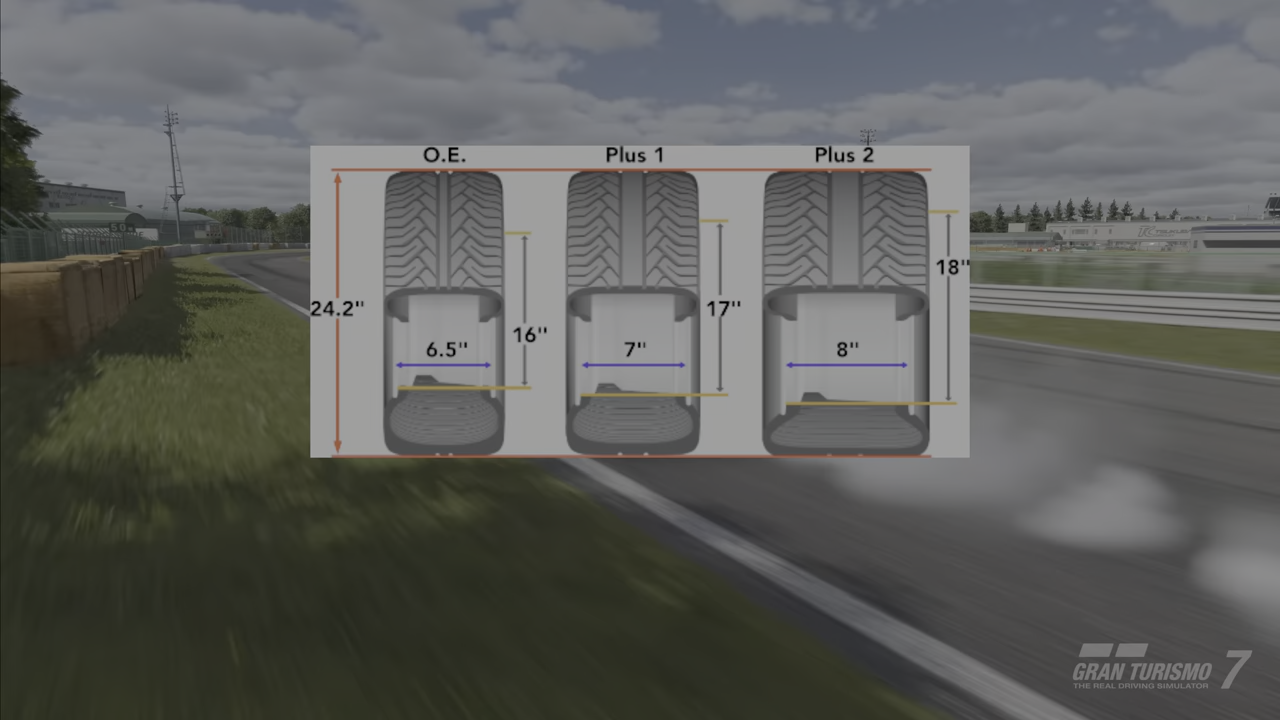 O.E.
Plus 1
Plus 2
24.2"
6.5"
16"
7"
17"
8"
18"
GRAN TURISMO 7
THE REAL DRIVING SIMULATOR